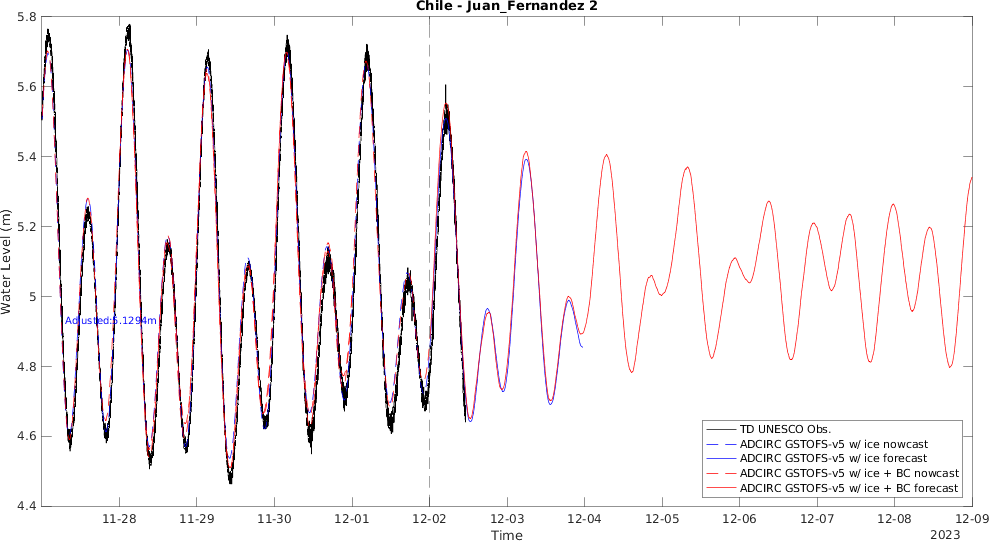 Chile - Juan_Fernandez 2
5.8
5.6
5.4
5.2
5
4.8
4.6
4.4
Water Level (m)
Adjusted:5.1294m
TD UNESCO Obs.
ADCIRC GSTOFS-v5 w/ ice nowcast
ADCIRC GSTOFS-v5 w/ ice forecast
ADCIRC GSTOFS-v5 w/ ice + BC nowcast
ADCIRC GSTOFS-v5 w/ ice + BC forecast
11-28 11-29 11-30 12-01 12-02 12-03 12-04 12-05 12-06 12-07 12-08 12-09
Time
2023